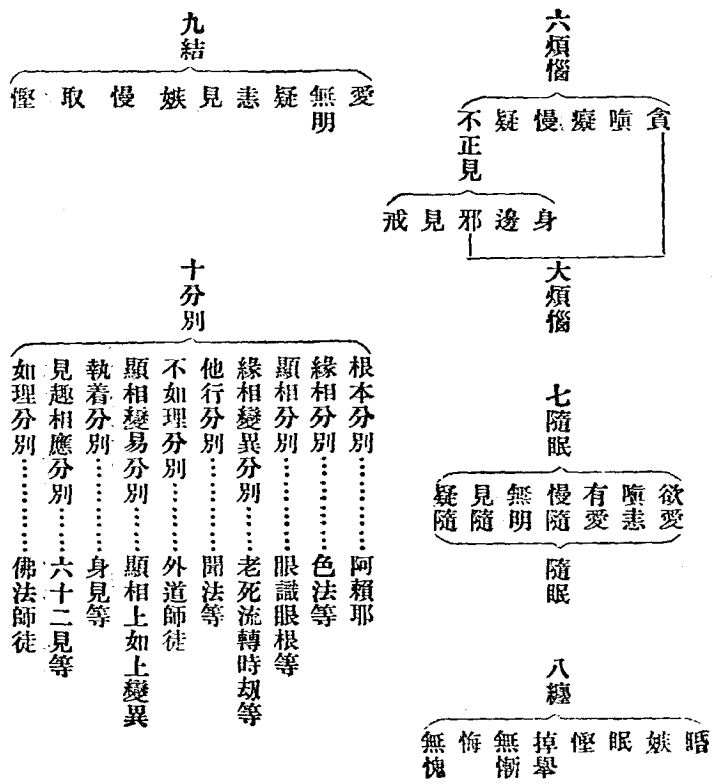 六煩惱
貪
嗔
癡
慢
疑
不正見
身
邊
邪
見
戒
大煩惱
七隨眠
欲愛
嗔恚
有愛
慢隨
無明
見隨
疑隨
隨眠
八纏
嫉
眠
慳
掉舉
無慚
悔
無愧
九結
愛
無明
疑
恚
見
嫉
慢
取
慳
十分別
根本分別…………阿賴耶
緣相分別…………色法等
顯相分別…………眼識眼根等
緣相變異分別……老死流轉時劫等
他行分別…………聞法等
不如理分別………外道師徒
顯相變易分別……顯相上如上變異
執着分別…………身見等
見趣相應分別……六十二見等
如理分別…………佛法師徒